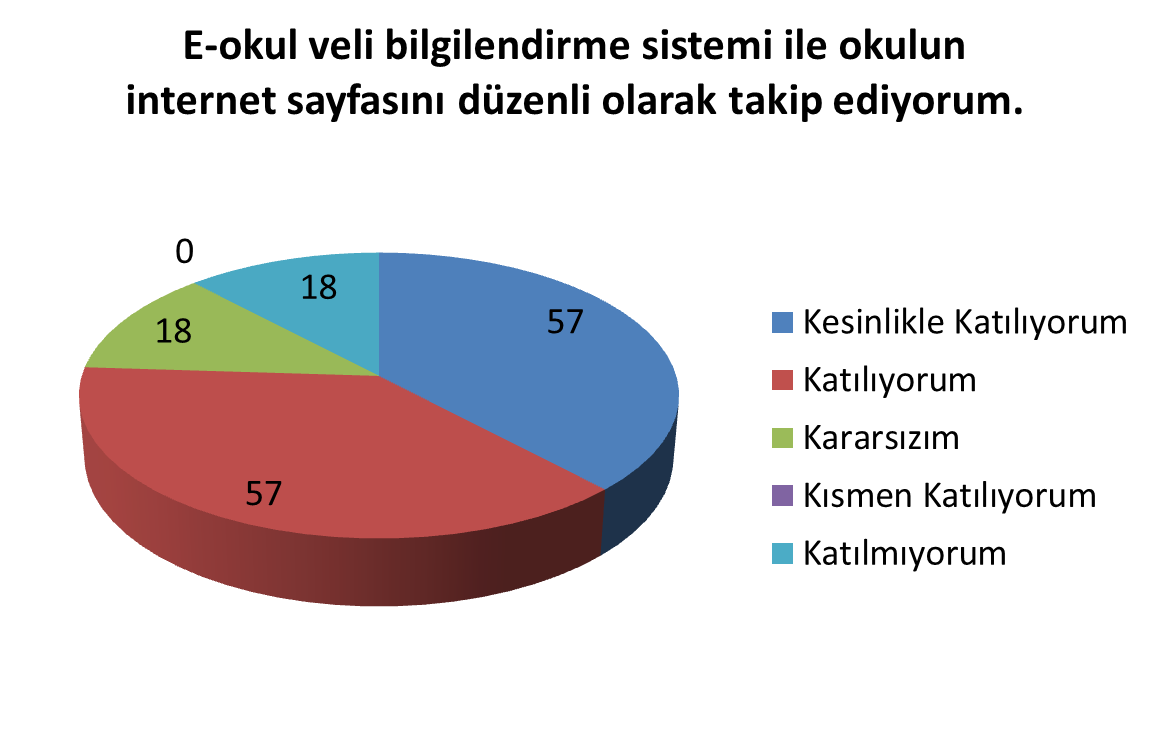 E-okul veli bilgilendirme sistemi ile okulun
internet sayfasını düzenli olarak takip ediyorum.
0
18
57
18
57
Kesinlikle Katılıyorum
Katılıyorum
Kararsızım
Kısmen Katılıyorum
Katılmıyorum